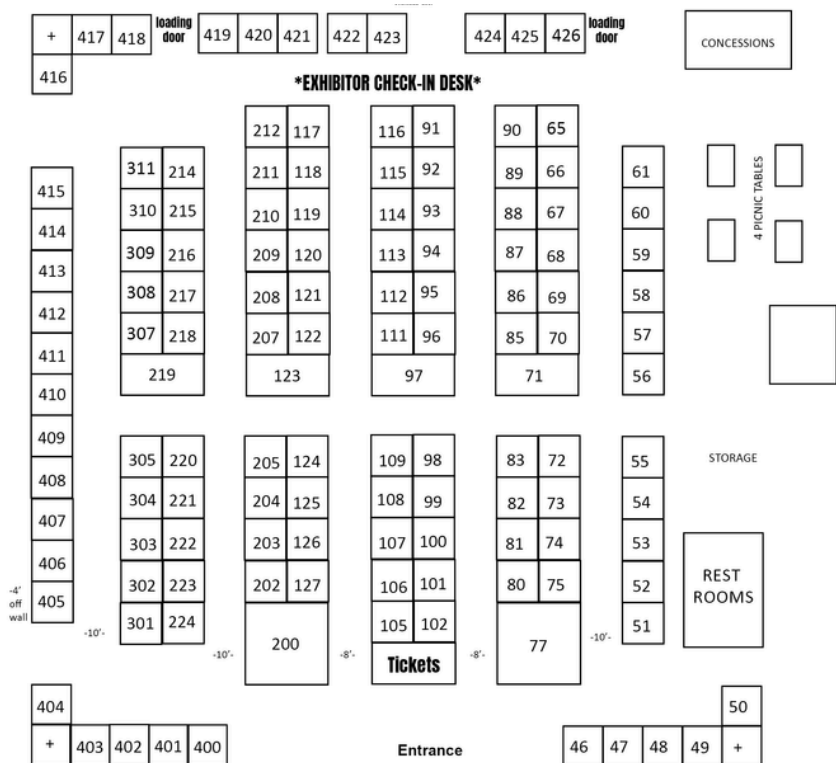 + 417 418 loading door 419 420 421 422 423 424 425 426 loading door CONCESSIONS
416
*EXHIBITOR CHECK-IN DESK*
212 117 116 91 90 65
311 214 211 118 115 92 89 66 61
415
310 215 210 119 114 93 88 67 60
414
4 PICNIC TABLES
309 216 209 120 113 94 87 68 59
413
308 217 208 121 112 95 86 69 58
412
307 218 207 122 111 96 85 70 57
411
219 123 97 71 56
410
409
305 220 205 124 109 98 83 72 55 STORAGE
408
304 221 204 125 108 99 82 73 54
407
303 222 203 126 107 100 81 74 53
406
302 223 202 127 106 101 80 75 52
REST
ROOMS
-4'
off
wall
405
301 224 105 102 51
-10'-
200
77
-10'-
-10'-
-8'-
Tickets
-8'-
404
50
+ 403 402 401 400 Entrance 46 47 48 49 +